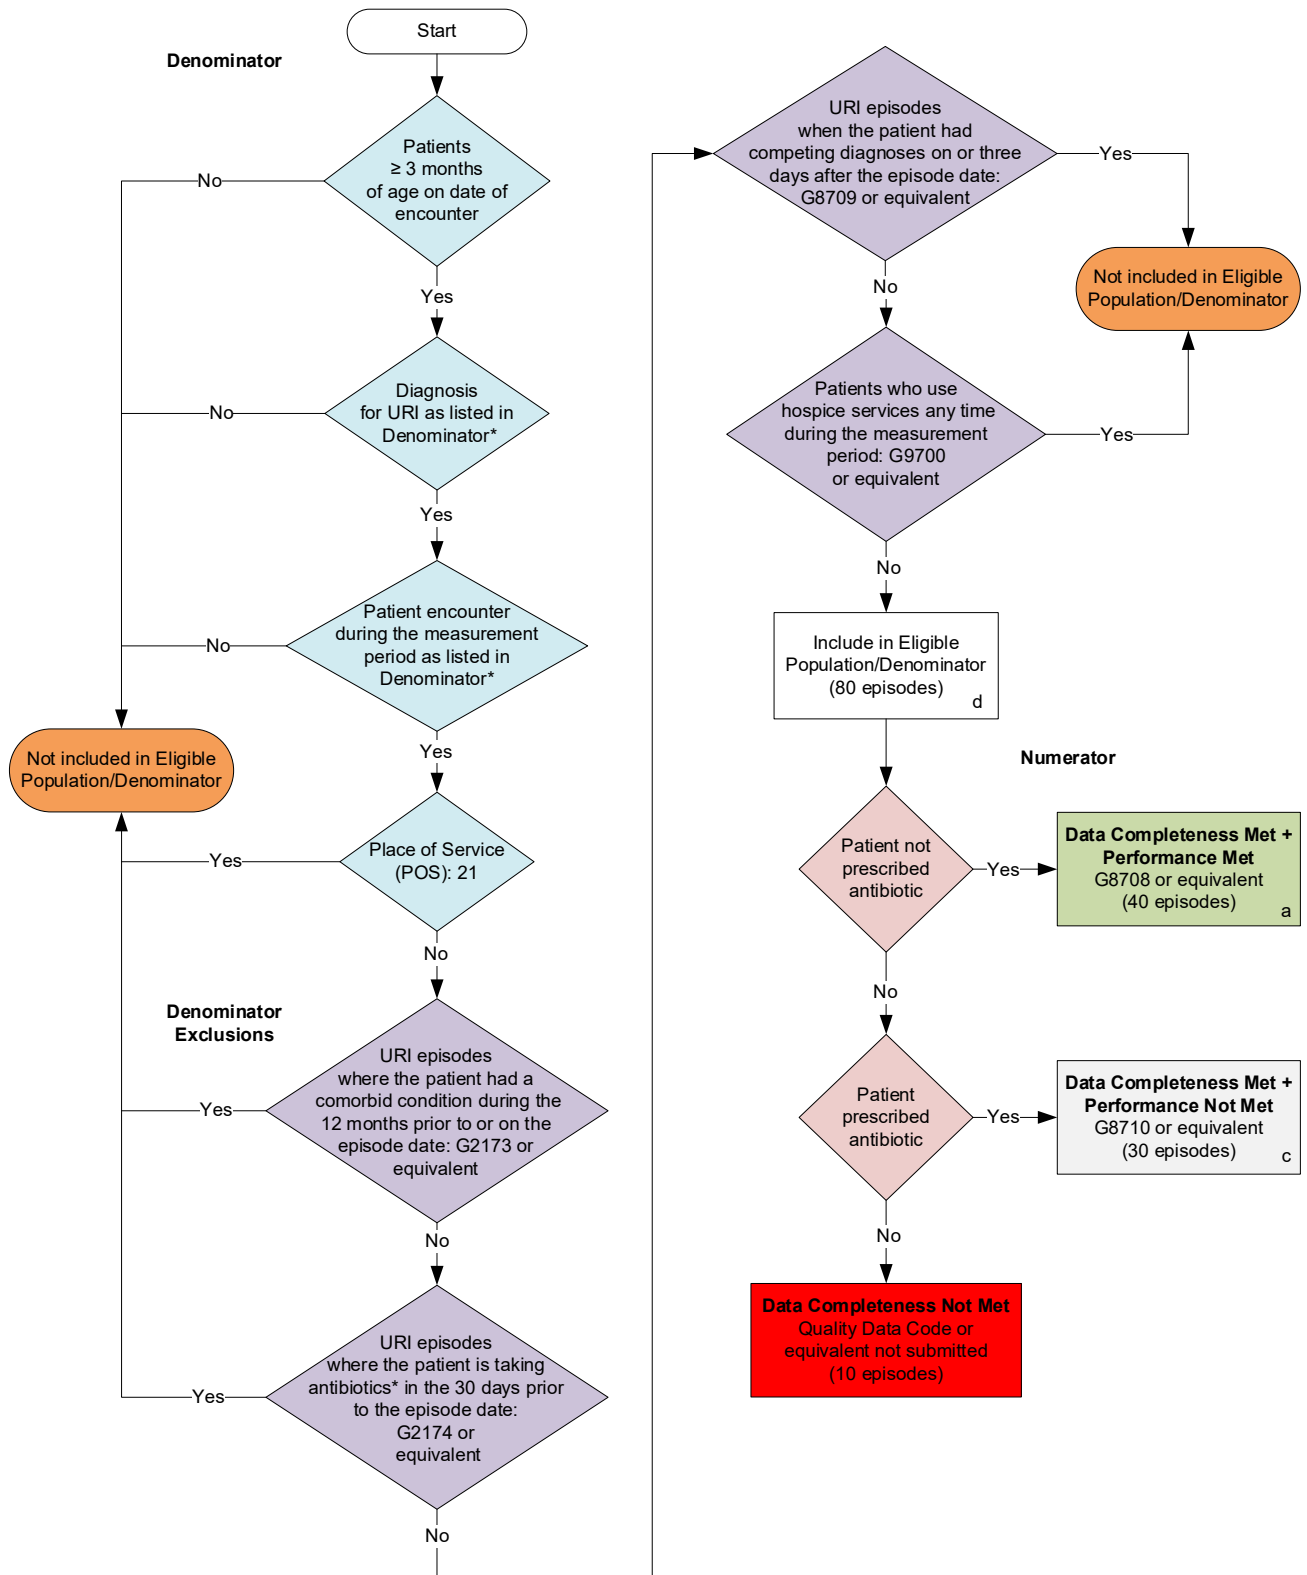 Start
Denominator
Patients
≥ 3 months
of age on date of
encounter
No
Yes
Diagnosis
for URI as listed in
Denominator*
No
Yes
Patient encounter
during the measurement
period as listed in
Denominator*
No
Yes
Not included in Eligible
Population/Denominator
Place of Service
(POS): 21
Yes
No
Denominator
Exclusions
URI episodes
where the patient had a
comorbid condition during the
12 months prior to or on the
episode date: G2173 or
equivalent
Yes
No
URI episodes
where the patient is taking
antibiotics* in the 30 days prior
to the episode date:
G2174 or
equivalent
Yes
No
URI episodes
when the patient had
competing diagnoses on or three
days after the episode date:
G8709 or equivalent
Yes
No
Not included in Eligible
Population/Denominator
Patients who use
hospice services any time
during the measurement
period: G9700
or equivalent
Yes
No
Include in Eligible
Population/Denominator
(80 episodes)
d
Numerator
Patient not
prescribed
antibiotic
Yes
Data Completeness Met +
Performance Met
G8708 or equivalent
(40 episodes)
a
No
Patient
prescribed
antibiotic
Yes
Data Completeness Met +
Performance Not Met
G8710 or equivalent
(30 episodes)
c
No
Data Completeness Not Met
Quality Data Code or
equivalent not submitted
(10 episodes)